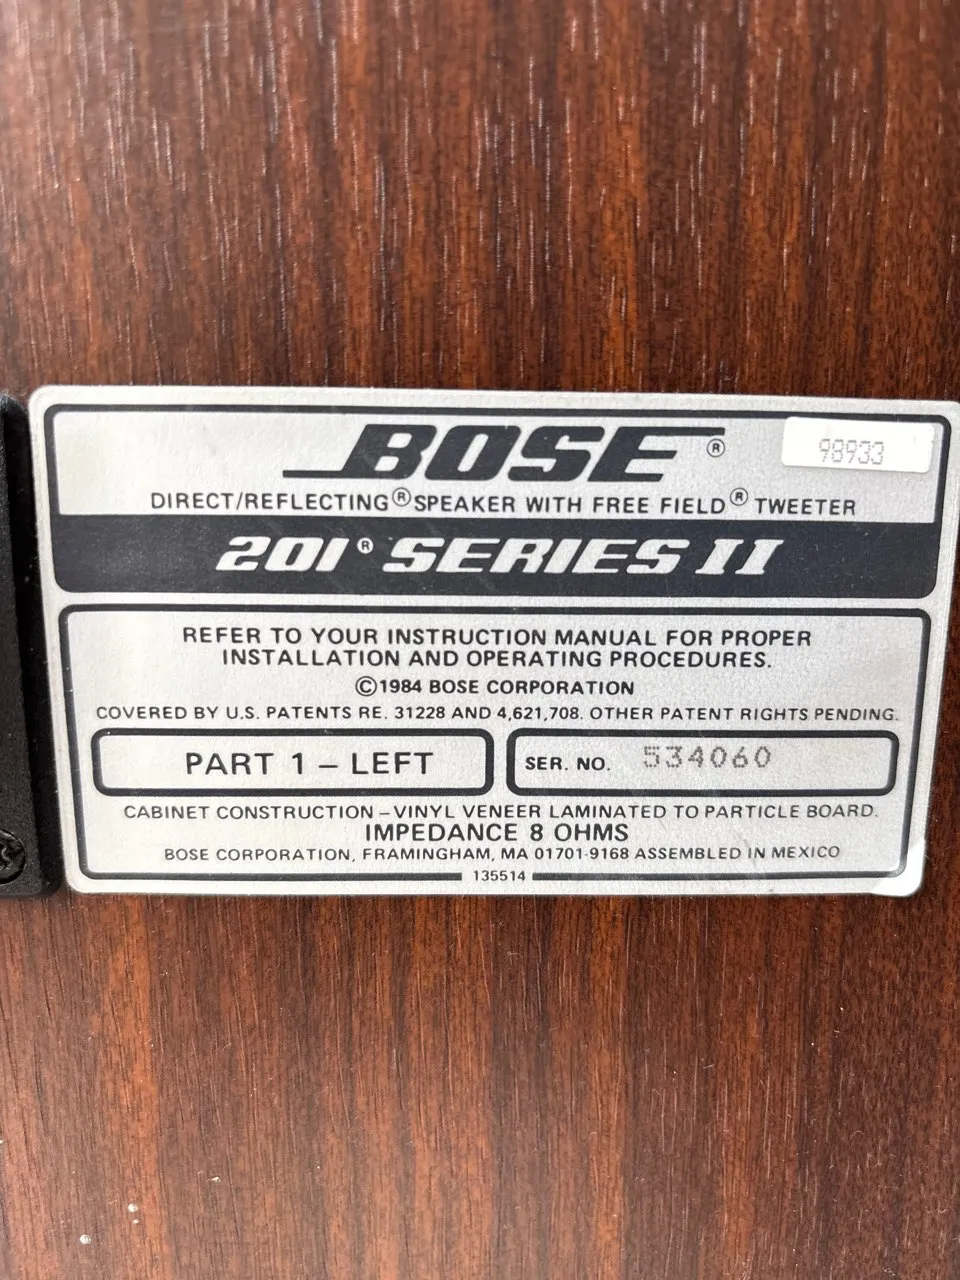 BOSE®
98933
DIRECT/REFLECTING® SPEAKER WITH FREE FIELD® TWEETER
201® SERIES II
REFER TO YOUR INSTRUCTION MANUAL FOR PROPER
INSTALLATION AND OPERATING PROCEDURES.
©1984 BOSE CORPORATION
COVERED BY U.S. PATENTS RE. 31228 AND 4,621,708. OTHER PATENT RIGHTS PENDING.
PART 1 – LEFT
SER. NO. 534060
CABINET CONSTRUCTION – VINYL VENEER LAMINATED TO PARTICLE BOARD.
IMPEDANCE 8 OHMS
BOSE CORPORATION, FRAMINGHAM, MA 01701-9168 ASSEMBLED IN MEXICO
135514